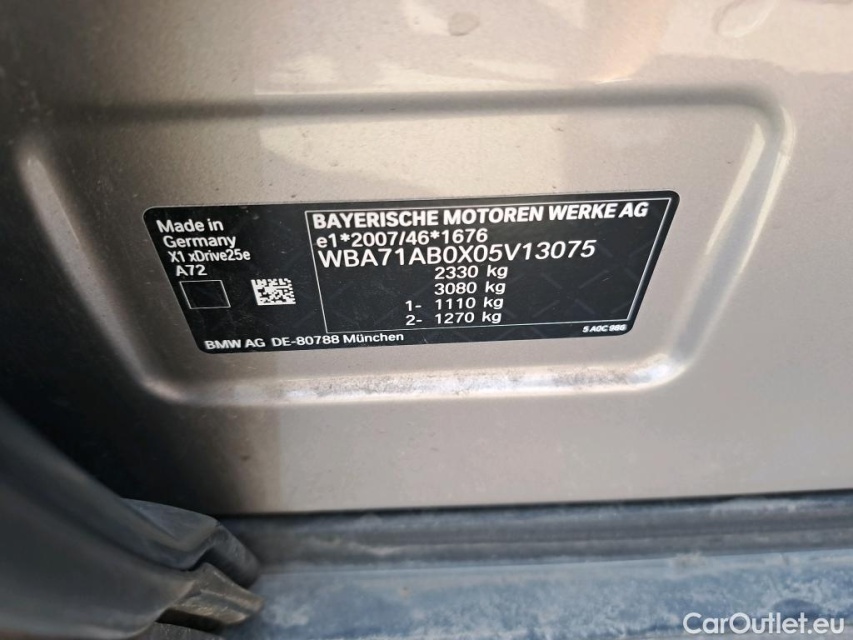 Made in
Germany
X1 xDrive25e
A72
BAYERISCHE MOTOREN WERKE AG
e1*2007/46*1676
WBA71AB0X05V13075
2330 kg
3080 kg
1- 1110 kg
2- 1270 kg
BMW AG DE-80788 München
5 A0C 986
CarOutlet.eu